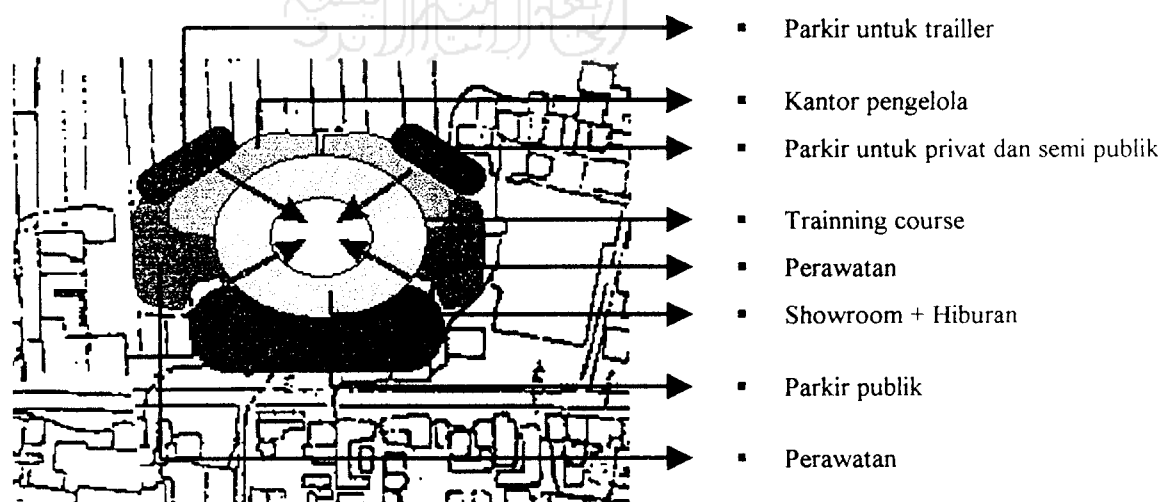 ▪ Parkir untuk trailler
▪ Kantor pengelola
▪ Parkir untuk privat dan semi publik
▪ Trainning course
▪ Perawatan
▪ Showroom + Hiburan
▪ Parkir publik
▪ Perawatan